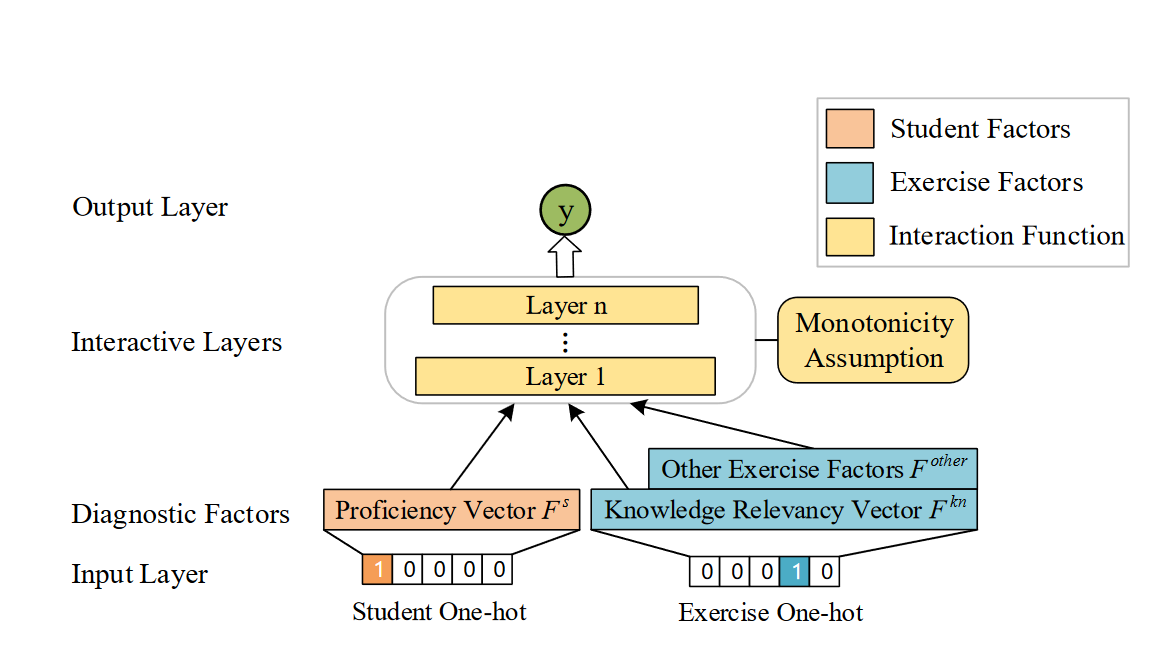 Student Factors
Exercise Factors
Interaction Function
Output Layer
y
Interactive Layers
Layer n
⋮
Layer 1
Monotonicity
Assumption
Diagnostic Factors
Proficiency Vector F^s
Other Exercise Factors F^other
Knowledge Relevancy Vector F^kn
Input Layer
1 0 0 0 0
0 0 0 1 0
Student One-hot
Exercise One-hot